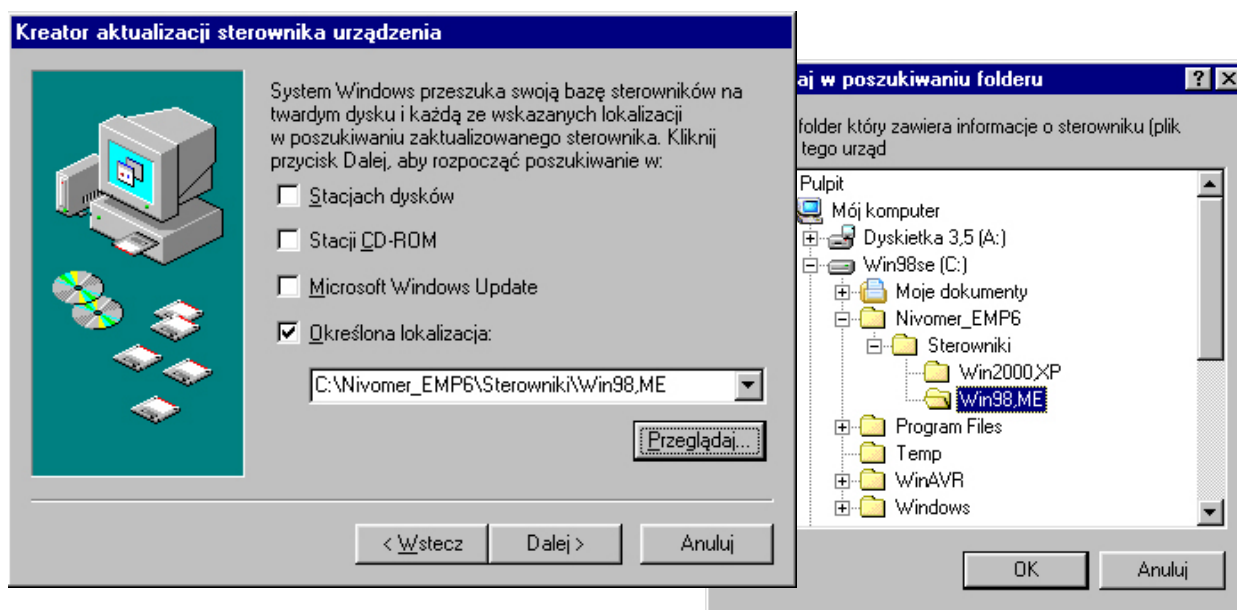 Kreator aktualizacji sterownika urządzenia
System Windows przeszuka swoją bazę sterowników na
twardym dysku i każdą ze wskazanych lokalizacji
w poszukiwaniu zaktualizowanego sterownika. Kliknij
przycisk Dalej, aby rozpocząć poszukiwanie w:
Stacjach dysków
Stacji CD-ROM
Microsoft Windows Update
Określona lokalizacja:
C:\Nivomer_EMP6\Sterowniki\Win98,ME
Przeglądaj...
< Wstecz
Dalej >
Anuluj
aj w poszukiwaniu folderu
folder który zawiera informacje o sterowniku (plik
tego urząd
Pulpit
Mój komputer
Dyskietka 3,5 (A:)
Win98se (C:)
Moje dokumenty
Nivomer_EMP6
Sterowniki
Win2000,XP
Win98,ME
Program Files
Temp
WinAVR
Windows
OK
Anuluj